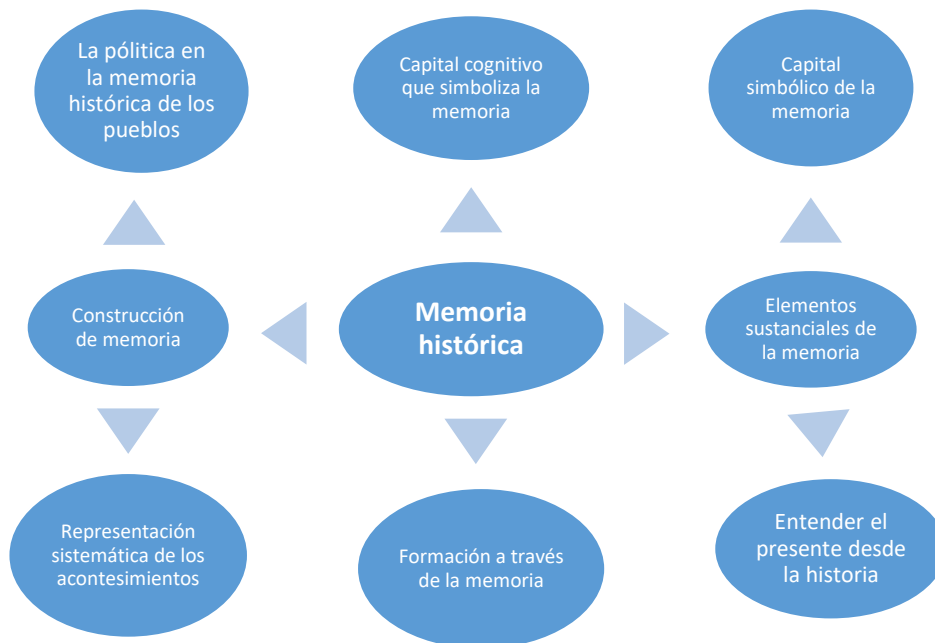 La pólitica en
la memoria
histórica de los
pueblos
Capital cognitivo
que simboliza la
memoria
Capital
simbólico de la
memoria
Construcción
de memoria
Memoria
histórica
Elementos
sustanciales de
la memoria
Representación
sistemática de los
acontesimientos
Formación a través
de la memoria
Entender el
presente desde
la historia